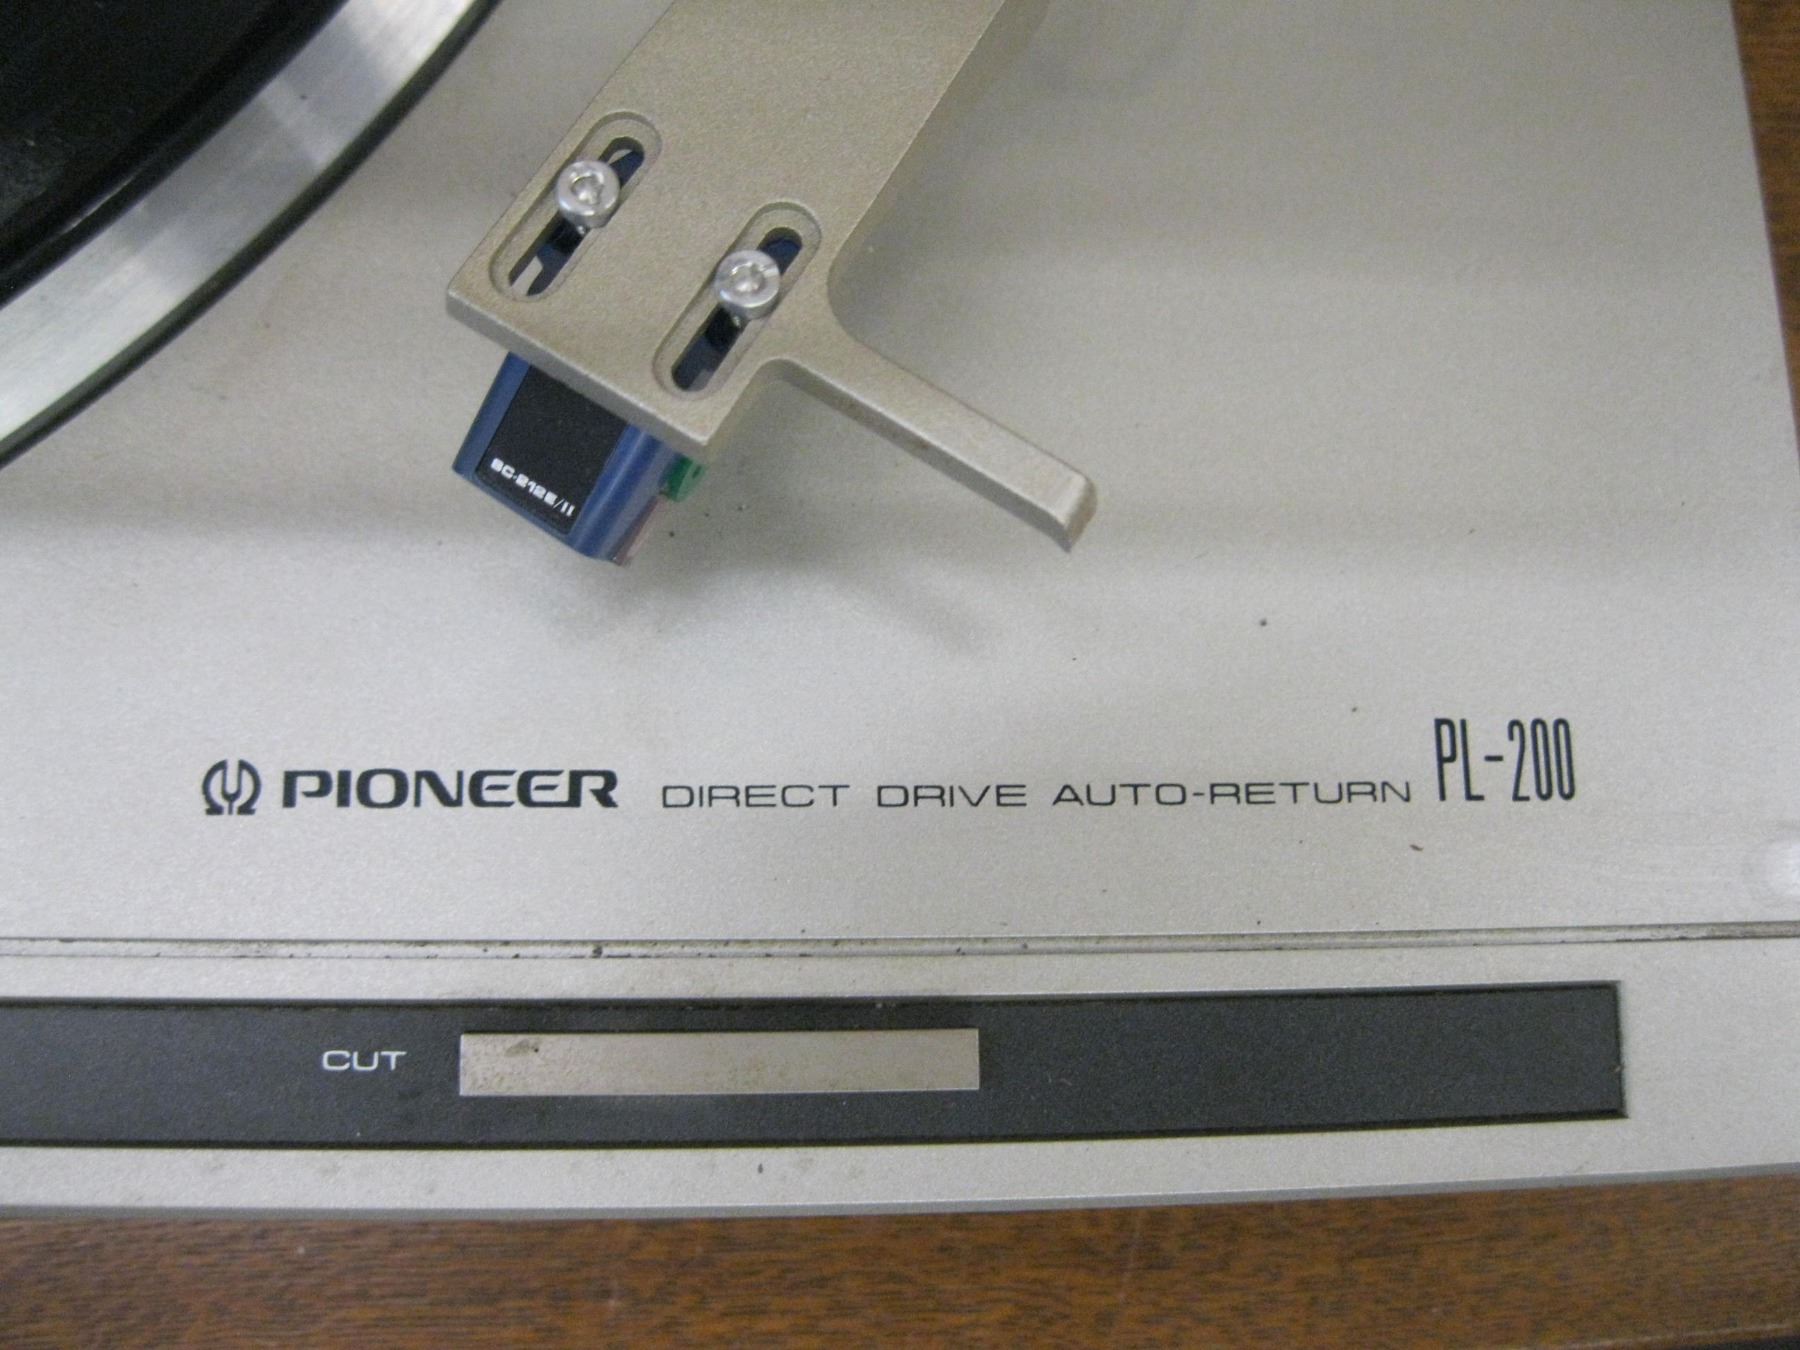 SC-212E/II
PIONEER DIRECT DRIVE AUTO-RETURN PL-200
CUT